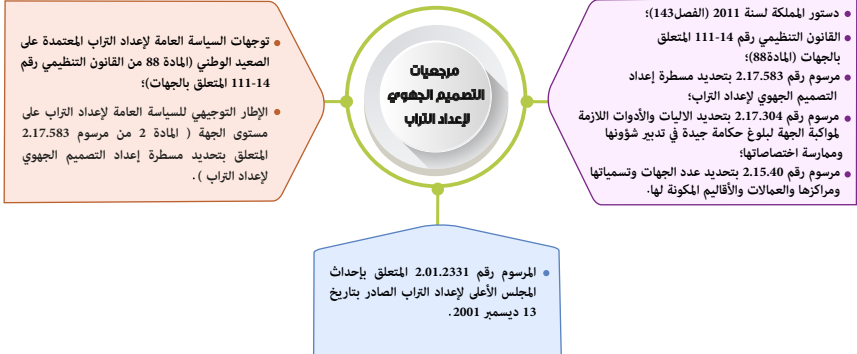 مرجعيات
التصميم الجهوي
لإعداد التراب
• دستور المملكة لسنة 2011 (الفصل143)؛
• القانون التنظيمي رقم 14-111 المتعلق
بالجهات (المادة88)؛
• مرسوم رقم 2.17.583 بتحديد مسطرة إعداد
التصميم الجهوي لإعداد التراب؛
• مرسوم رقم 2.17.304 بتحديد الاليات والأدوات اللازمة
لمواكبة الجهة لبلوغ حكامة جيدة في تدبير شؤونها
وممارسة اختصاصاتها؛
• مرسوم رقم 2.15.40 بتحديد عدد الجهات وتسمياتها
ومراكزها والعمالات والأقاليم المكونة لها.
• توجهات السياسة العامة لإعداد التراب المعتمدة على
الصعيد الوطني (المادة 88 من القانون التنظيمي رقم
14-111 المتعلق بالجهات)؛
• الإطار التوجيهي للسياسة العامة لإعداد التراب على
مستوى الجهة ( المادة 2 من مرسوم 2.17.583
المتعلق بتحديد مسطرة إعداد التصميم الجهوي
لإعداد التراب ).
• المرسوم رقم 2.01.2331 المتعلق بإحداث
المجلس الأعلى لإعداد التراب الصادر بتاريخ
13 ديسمبر 2001.